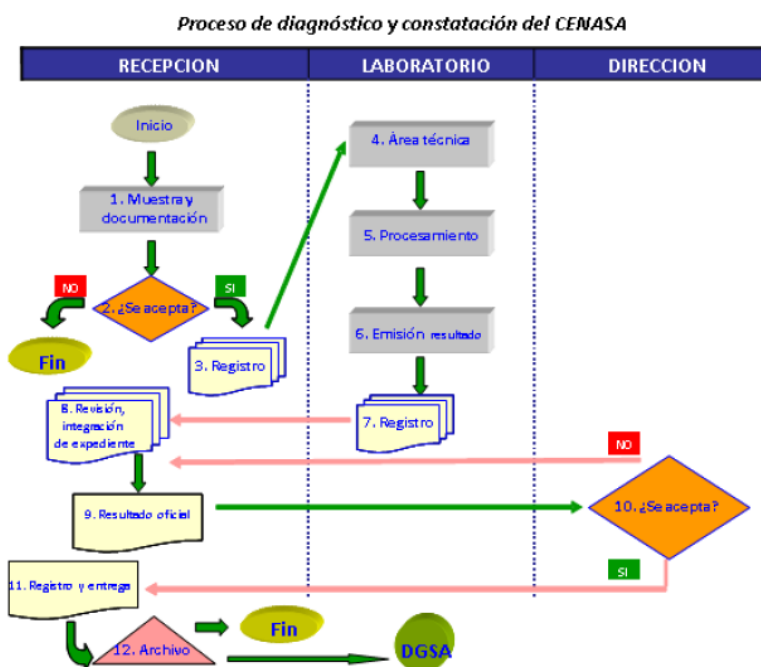 Proceso de diagnóstico y constatación del CENASA
RECEPCION
LABORATORIO
DIRECCION
Inicio
1. Muestra y
documentación
NO
2. ¿Se acepta?
SI
Fin
3. Registro
4. Área técnica
5. Procesamiento
6. Emisión resultado
7. Registro
8. Revisión,
integración
de expediente
9. Resultado oficial
NO
10. ¿Se acepta?
SI
11. Registro y entrega
12. Archivo
Fin
DGSA